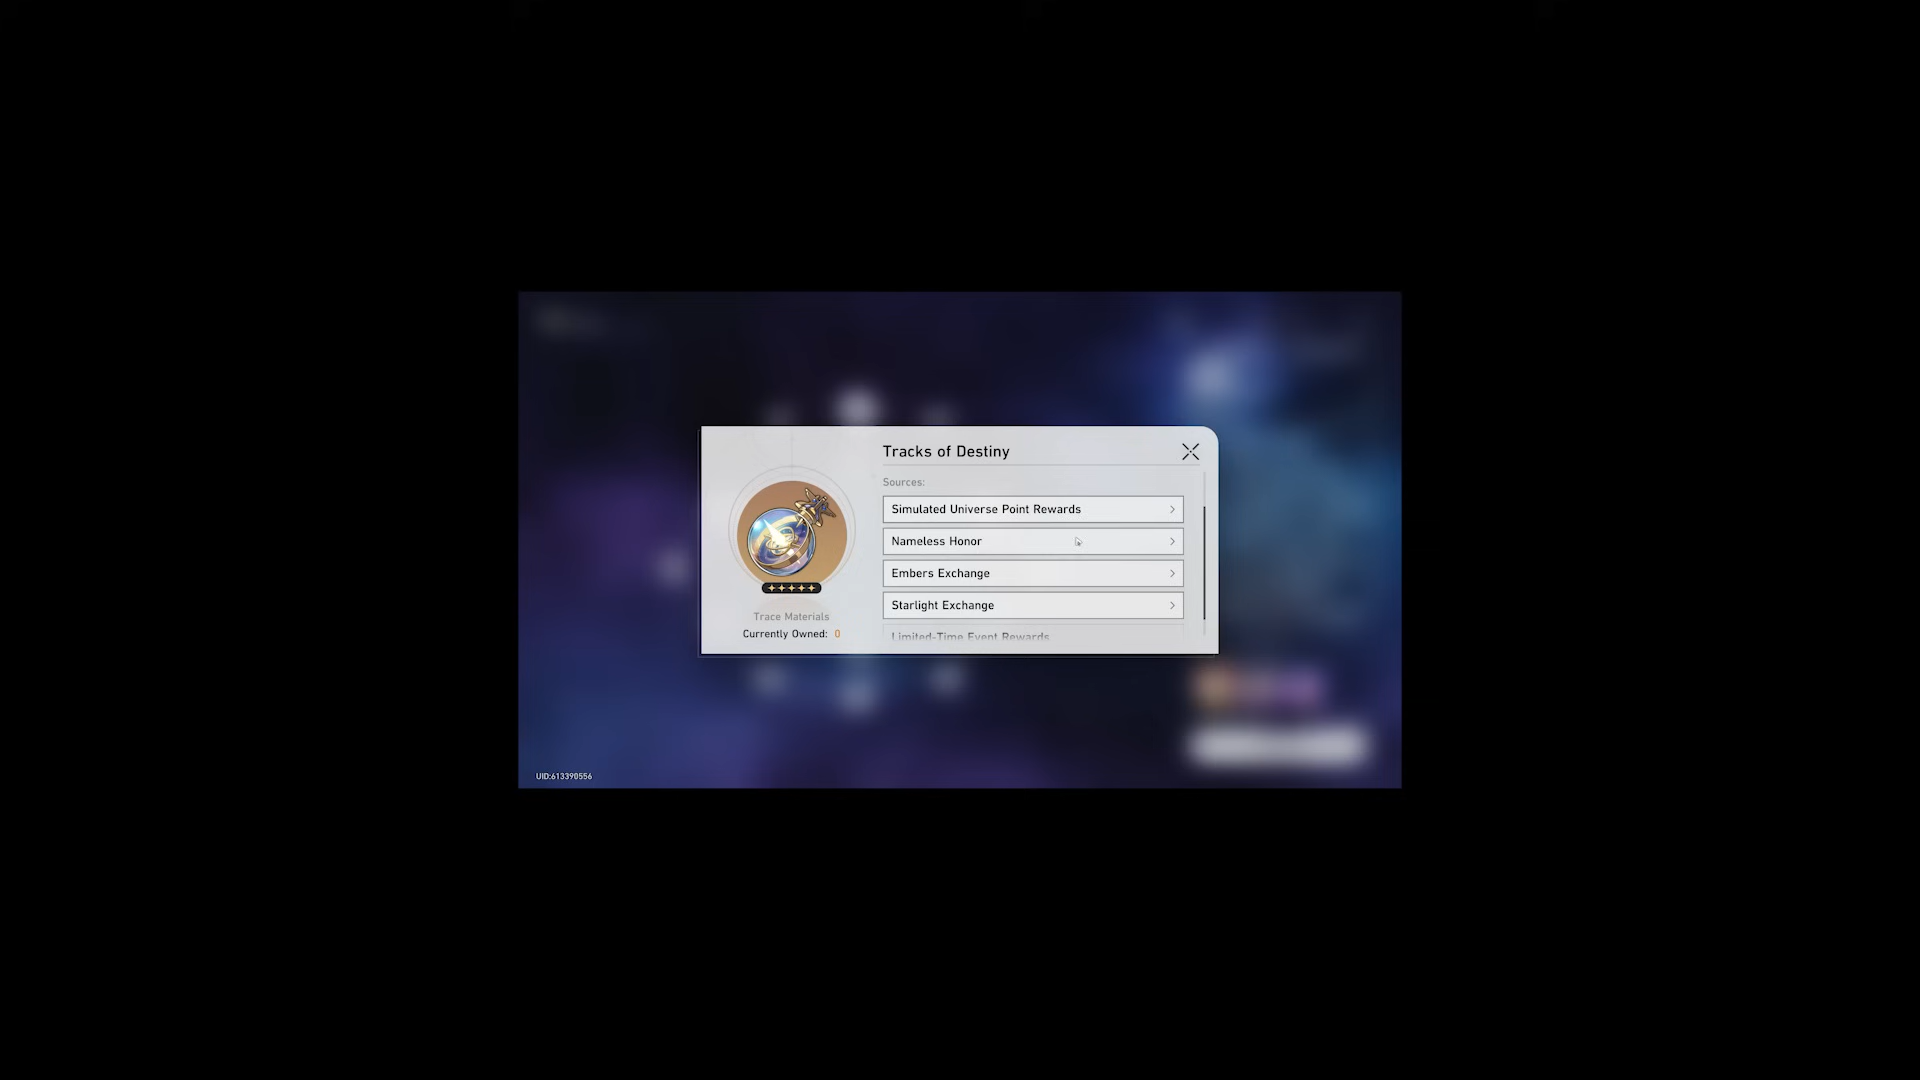 Tracks of Destiny
Sources:
Simulated Universe Point Rewards
Nameless Honor
Embers Exchange
Starlight Exchange
Limited-Time Event Rewards
Trace Materials
Currently Owned: 0
UID:613390556